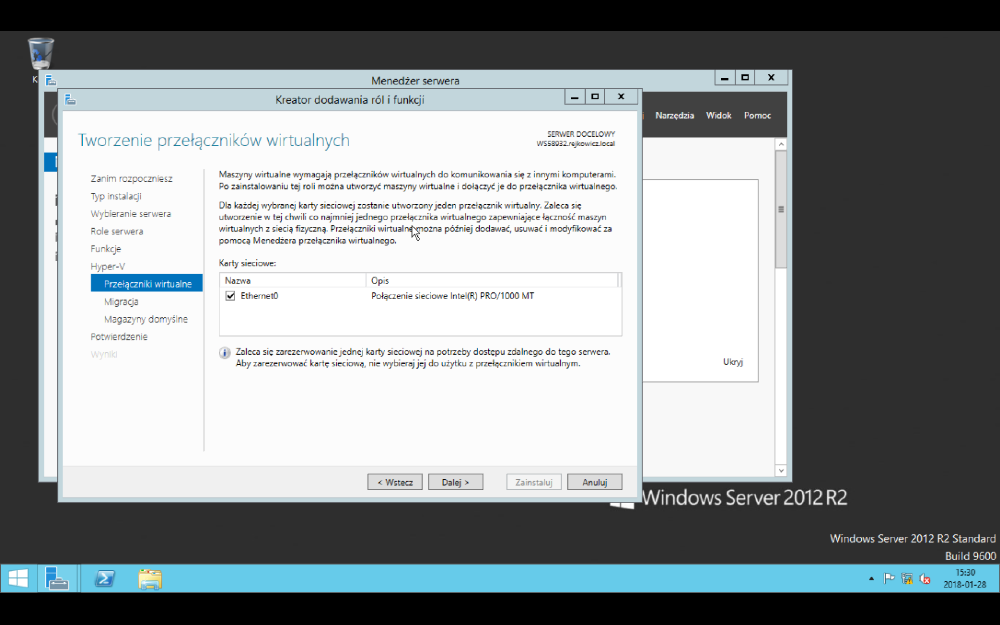 K
Menedżer serwera
Kreator dodawania ról i funkcji
Narzędzia Widok Pomoc
Tworzenie przełączników wirtualnych
SERWER DOCELOWY
WS58932.rejkowicz.local
Zanim rozpoczniesz
Typ instalacji
Wybieranie serwera
Role serwera
Funkcje
Hyper-V
Przełączniki wirtualne
Migracja
Magazyny domyślne
Potwierdzenie
Wyniki
Maszyny wirtualne wymagają przełączników wirtualnych do komunikowania się z innymi komputerami.
Po zainstalowaniu tej roli można utworzyć maszyny wirtualne i dołączyć je do przełącznika wirtualnego.
Dla każdej wybranej karty sieciowej zostanie utworzony jeden przełącznik wirtualny. Zaleca się
utworzenie w tej chwili co najmniej jednego przełącznika wirtualnego zapewniające łączność maszyn
wirtualnych z siecią fizyczną. Przełączniki wirtualne można później dodawać, usuwać i modyfikować za
pomocą Menedżera przełącznika wirtualnego.
Karty sieciowe:
Nazwa Opis
Ethernet0 Połączenie sieciowe Intel(R) PRO/1000 MT
Zaleca się zarezerwowanie jednej karty sieciowej na potrzeby dostępu zdalnego do tego serwera.
Aby zarezerwować kartę sieciową, nie wybieraj jej do użytku z przełącznikiem wirtualnym.
Ukryj
< Wstecz Dalej > Zainstaluj Anuluj
Windows Server 2012 R2
Windows Server 2012 R2 Standard
Build 9600
15:30
2018-01-28